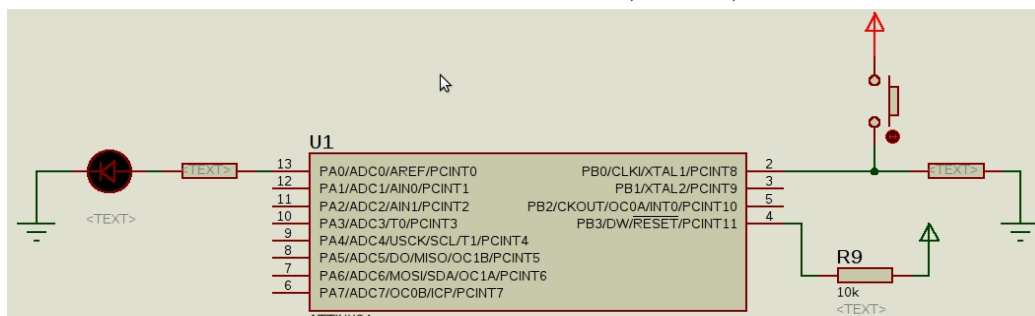 U1
<TEXT>
<TEXT>
13
12
11
10
9
8
7
6
PA0/ADC0/AREF/PCINT0
PA1/ADC1/AIN0/PCINT1
PA2/ADC2/AIN1/PCINT2
PA3/ADC3/T0/PCINT3
PA4/ADC4/USCK/SCL/T1/PCINT4
PA5/ADC5/DO/MISO/OC1B/PCINT5
PA6/ADC6/MOSI/SDA/OC1A/PCINT6
PA7/ADC7/OC0B/ICP/PCINT7
PB0/CLKI/XTAL1/PCINT8
PB1/XTAL2/PCINT9
PB2/CKOUT/OC0A/INT0/PCINT10
PB3/DW/RESET/PCINT11
2
3
5
4
<TEXT>
R9
10k
<TEXT>